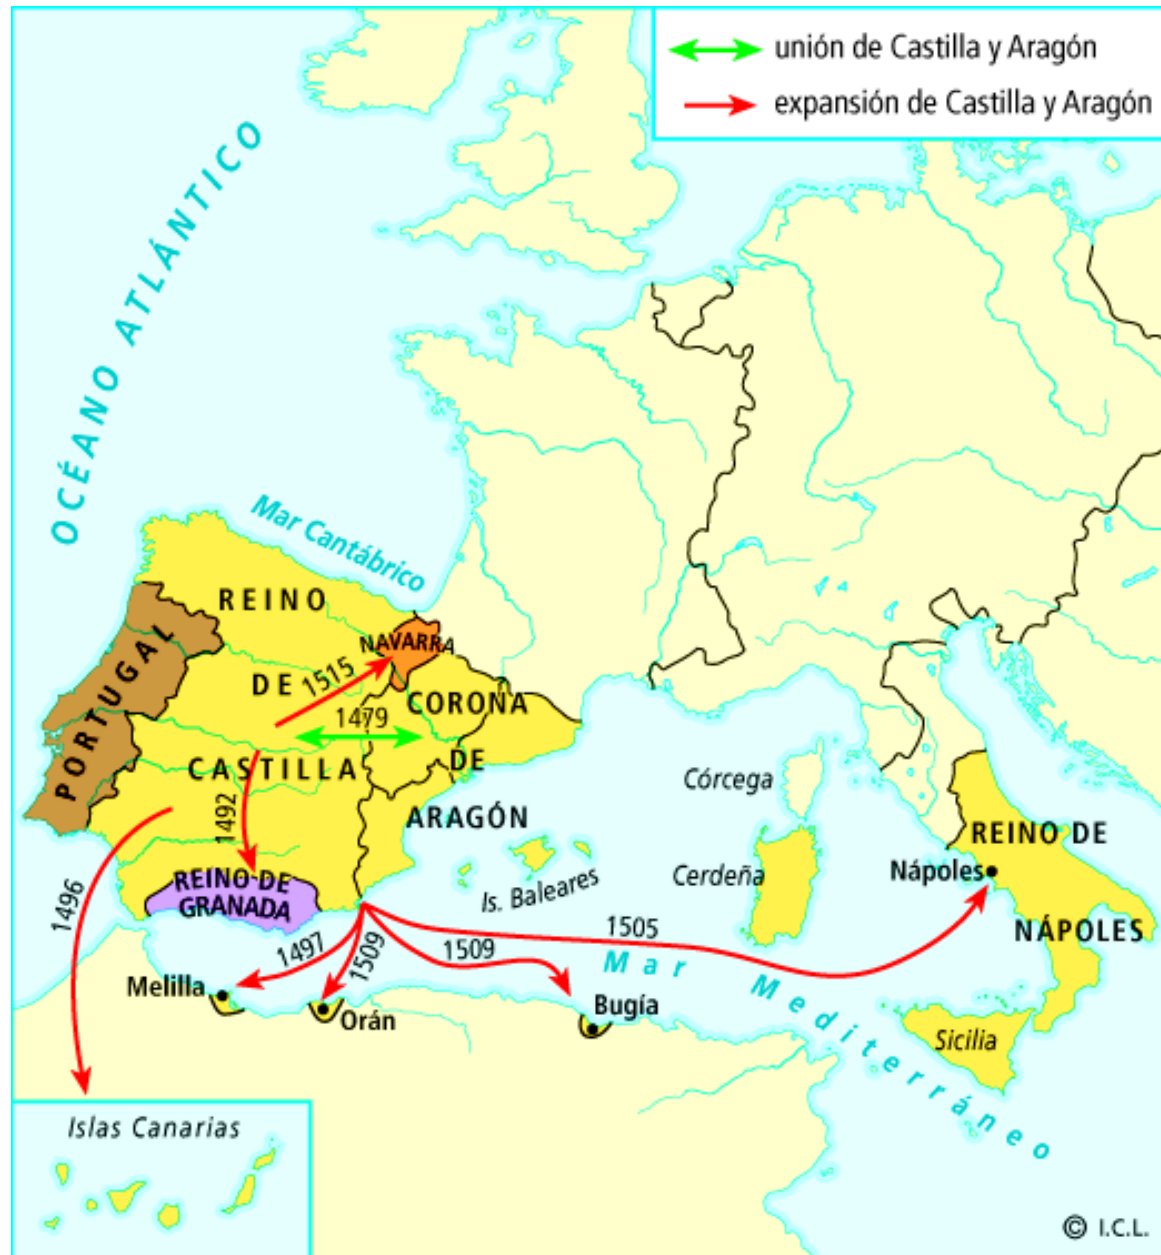 unión de Castilla y Aragón
expansión de Castilla y Aragón
OCÉANO ATLÁNTICO
Mar Cantábrico
REINO
DE
CASTILLA
NAVARRA
PORTUGAL
1515
1479
CORONA
DE
ARAGÓN
1492
REINO DE
GRANADA
1496
1497
1509
1509
1505
Melilla
Orán
Bugía
Is. Baleares
Córcega
Cerdeña
Nápoles
REINO DE
NÁPOLES
Sicilia
Mar Mediterráneo
Islas Canarias
© I.C.L.